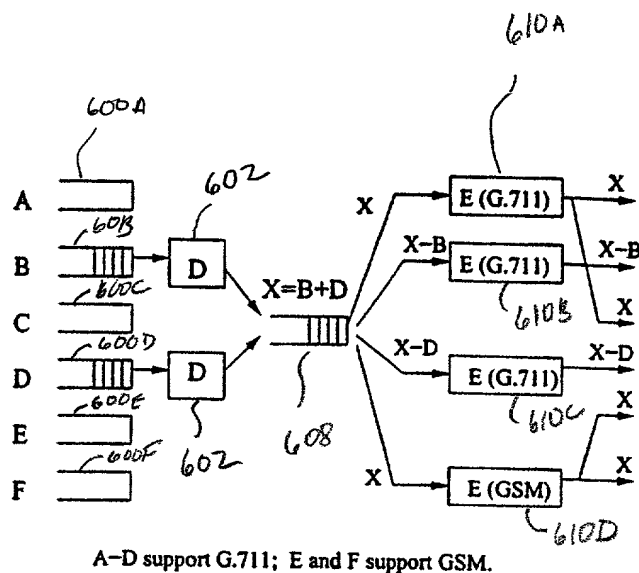 610A
600A
602
A
X
E (G.711)
X
60B
B
D
X-B
E (G.711)
X-B
X=B+D
600C
C
610B
X
600D
D
D
X-D
E (G.711)
X-D
600E
610C
E
602
608
X
600F
F
X
E (GSM)
X
610D
A-D support G.711; E and F support GSM.